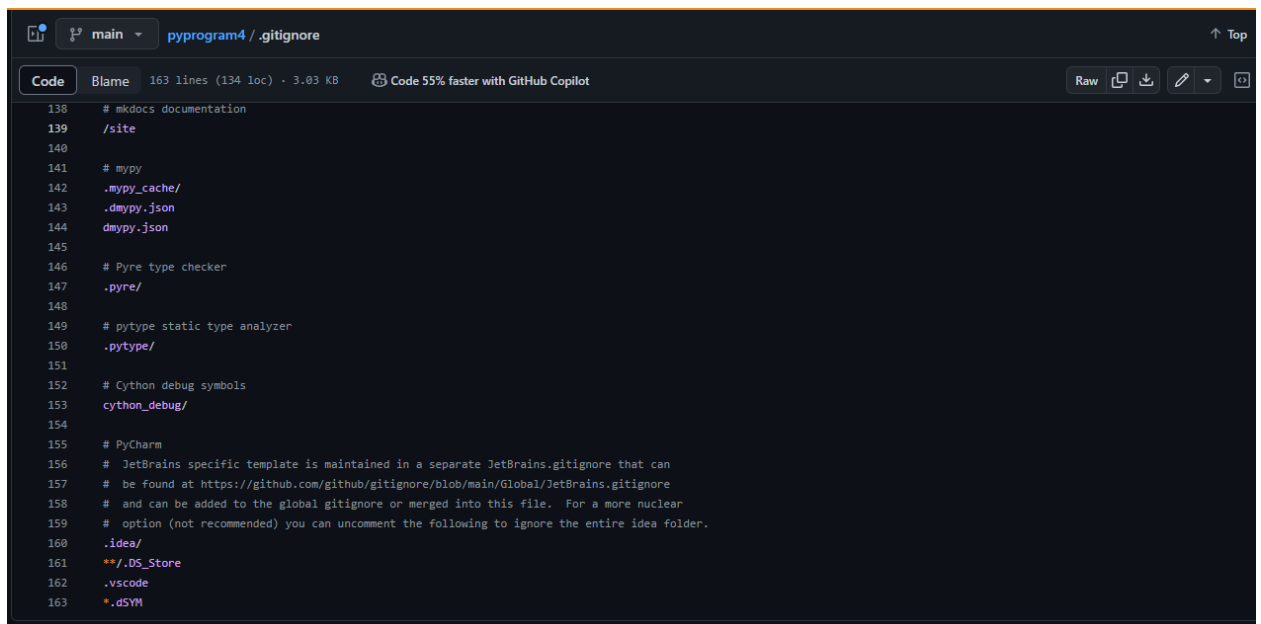 main
pyprogram4 / .gitignore
Top
Code Blame 163 lines (134 loc) · 3.03 KB Code 55% faster with GitHub Copilot Raw
138 # mkdocs documentation
139 /site
140
141 # mypy
142 .mypy_cache/
143 .dmypy.json
144 dmypy.json
145
146 # Pyre type checker
147 .pyre/
148
149 # pytype static type analyzer
150 .pytype/
151
152 # Cython debug symbols
153 cython_debug/
154
155 # PyCharm
156 #  JetBrains specific template is maintained in a separate JetBrains.gitignore that can
157 #  be found at https://github.com/github/gitignore/blob/main/Global/JetBrains.gitignore
158 #  and can be added to the global gitignore or merged into this file.  For a more nuclear
159 #  option (not recommended) you can uncomment the following to ignore the entire idea folder.
160 .idea/
161 **/.DS_Store
162 .vscode
163 *.dSYM